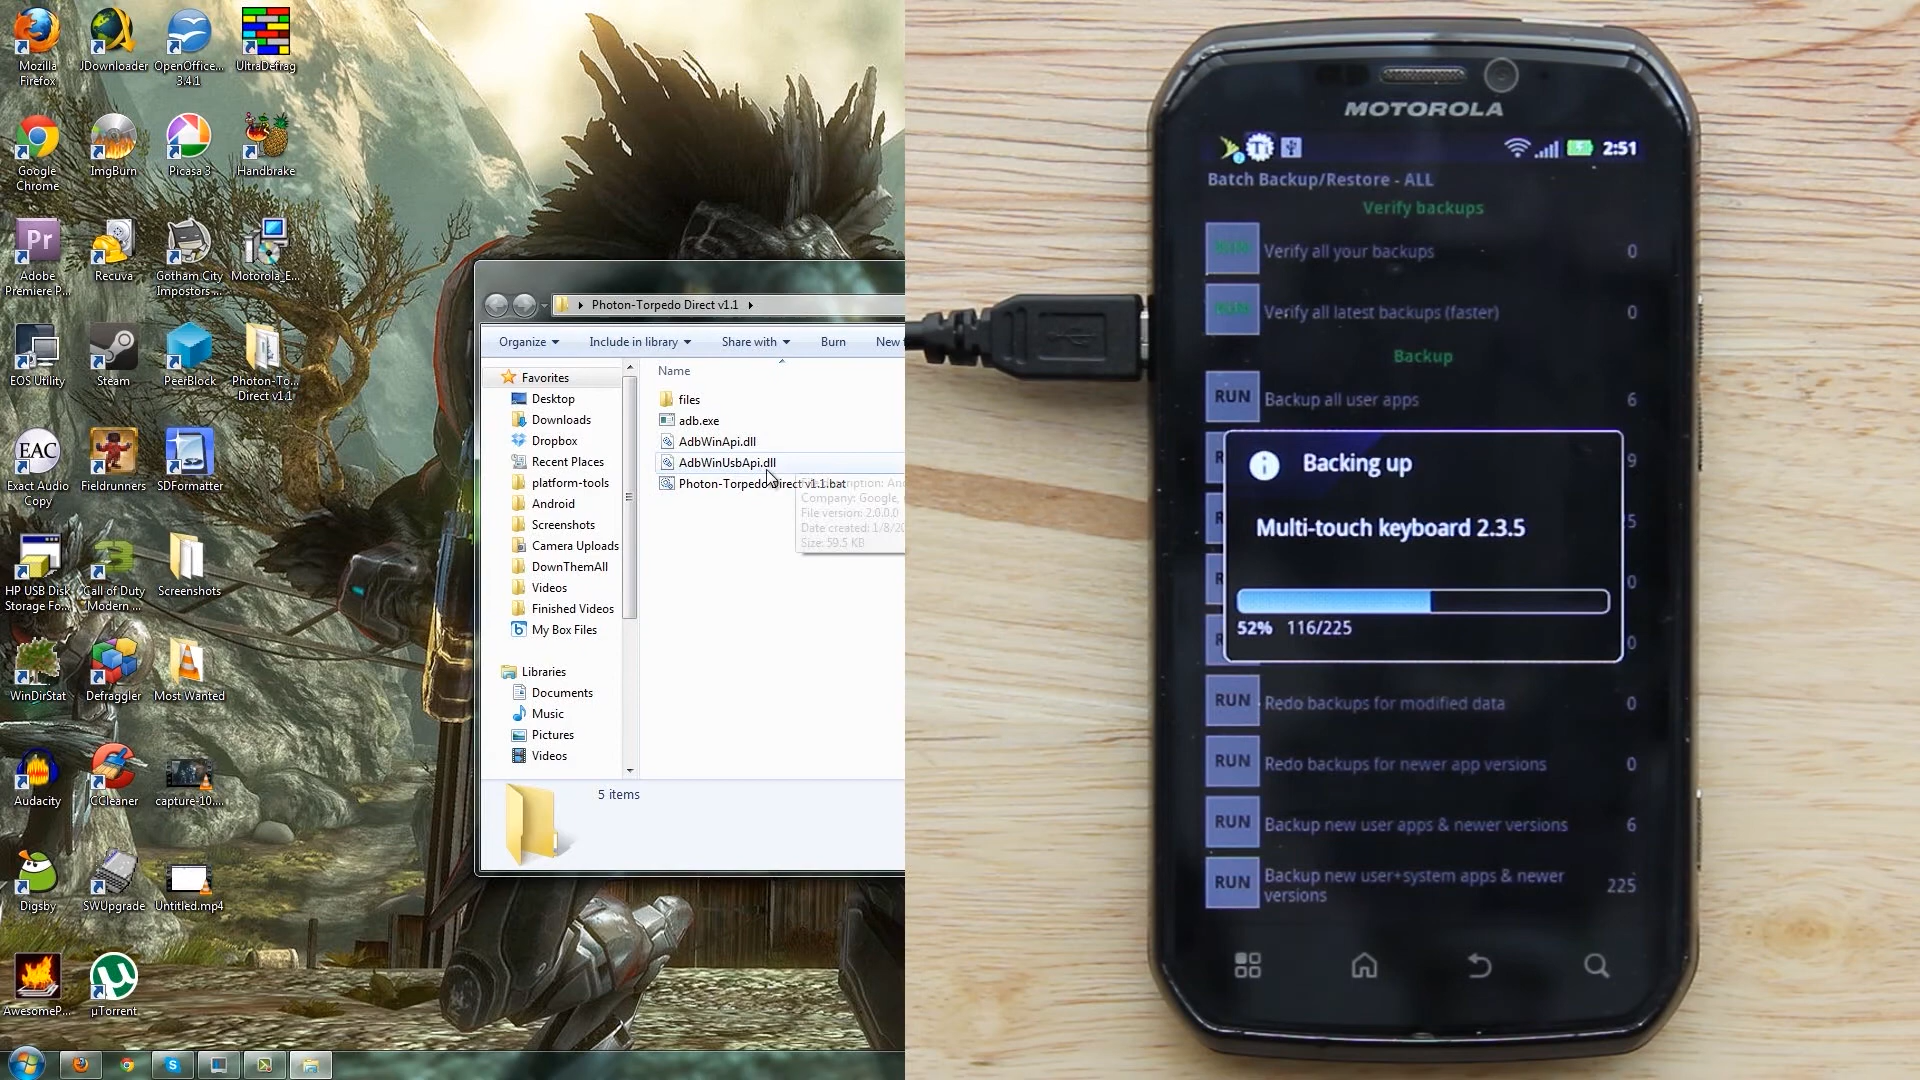 Mozilla
Firefox
JDownloader
OpenOffice...
3.4.1
UltraDefrag
Google
Chrome
ImgBurn
Picasa 3
Handbrake
Pr
Adobe
Premiere P...
Recuva
Gotham City
Impostors ...
Motorola_E...
EOS Utility
Steam
PeerBlock
Photon-To...
Direct v1.1
EAC
Exact Audio
Copy
Fieldrunners
SDFormatter
HP USB Disk
Storage Fo...
Call of Duty
Modern ...
Screenshots
WinDirStat
Defraggler
Most Wanted
Audacity
CCleaner
capture-10....
Digsby
SWUpgrade
Untitled.mp4
AwesomeP...
µTorrent
Photon-Torpedo Direct v1.1
Organize
Include in library
Share with
Burn
New
Name
Favorites
Desktop
Downloads
Dropbox
Recent Places
platform-tools
Android
Screenshots
Camera Uploads
DownThemAll
Videos
Finished Videos
My Box Files
Libraries
Documents
Music
Pictures
Videos
files
adb.exe
AdbWinApi.dll
AdbWinUsbApi.dll
Photon-Torpedo Direct v1.1.bat
Company: Google,
File version: 2.0.0.0
Date created: 1/8/20
Size: 59.5 KB
5 items
MOTOROLA
2:51
Batch Backup/Restore - ALL
Verify backups
Verify all your backups 0
Verify all latest backups (faster) 0
Backup
RUN Backup all user apps 6
Backing up
Multi-touch keyboard 2.3.5
52% 116/225
RUN Redo backups for modified data 0
RUN Redo backups for newer app versions 0
RUN Backup new user apps & newer versions 6
RUN Backup new user+system apps & newer
versions 225